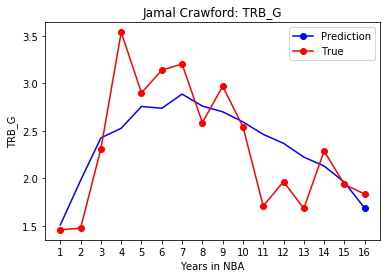 Jamal Crawford: TRB_G
Prediction
True
3.5
3.0
2.5
2.0
1.5
TRB_G
1 2 3 4 5 6 7 8 9 10 11 12 13 14 15 16
Years in NBA